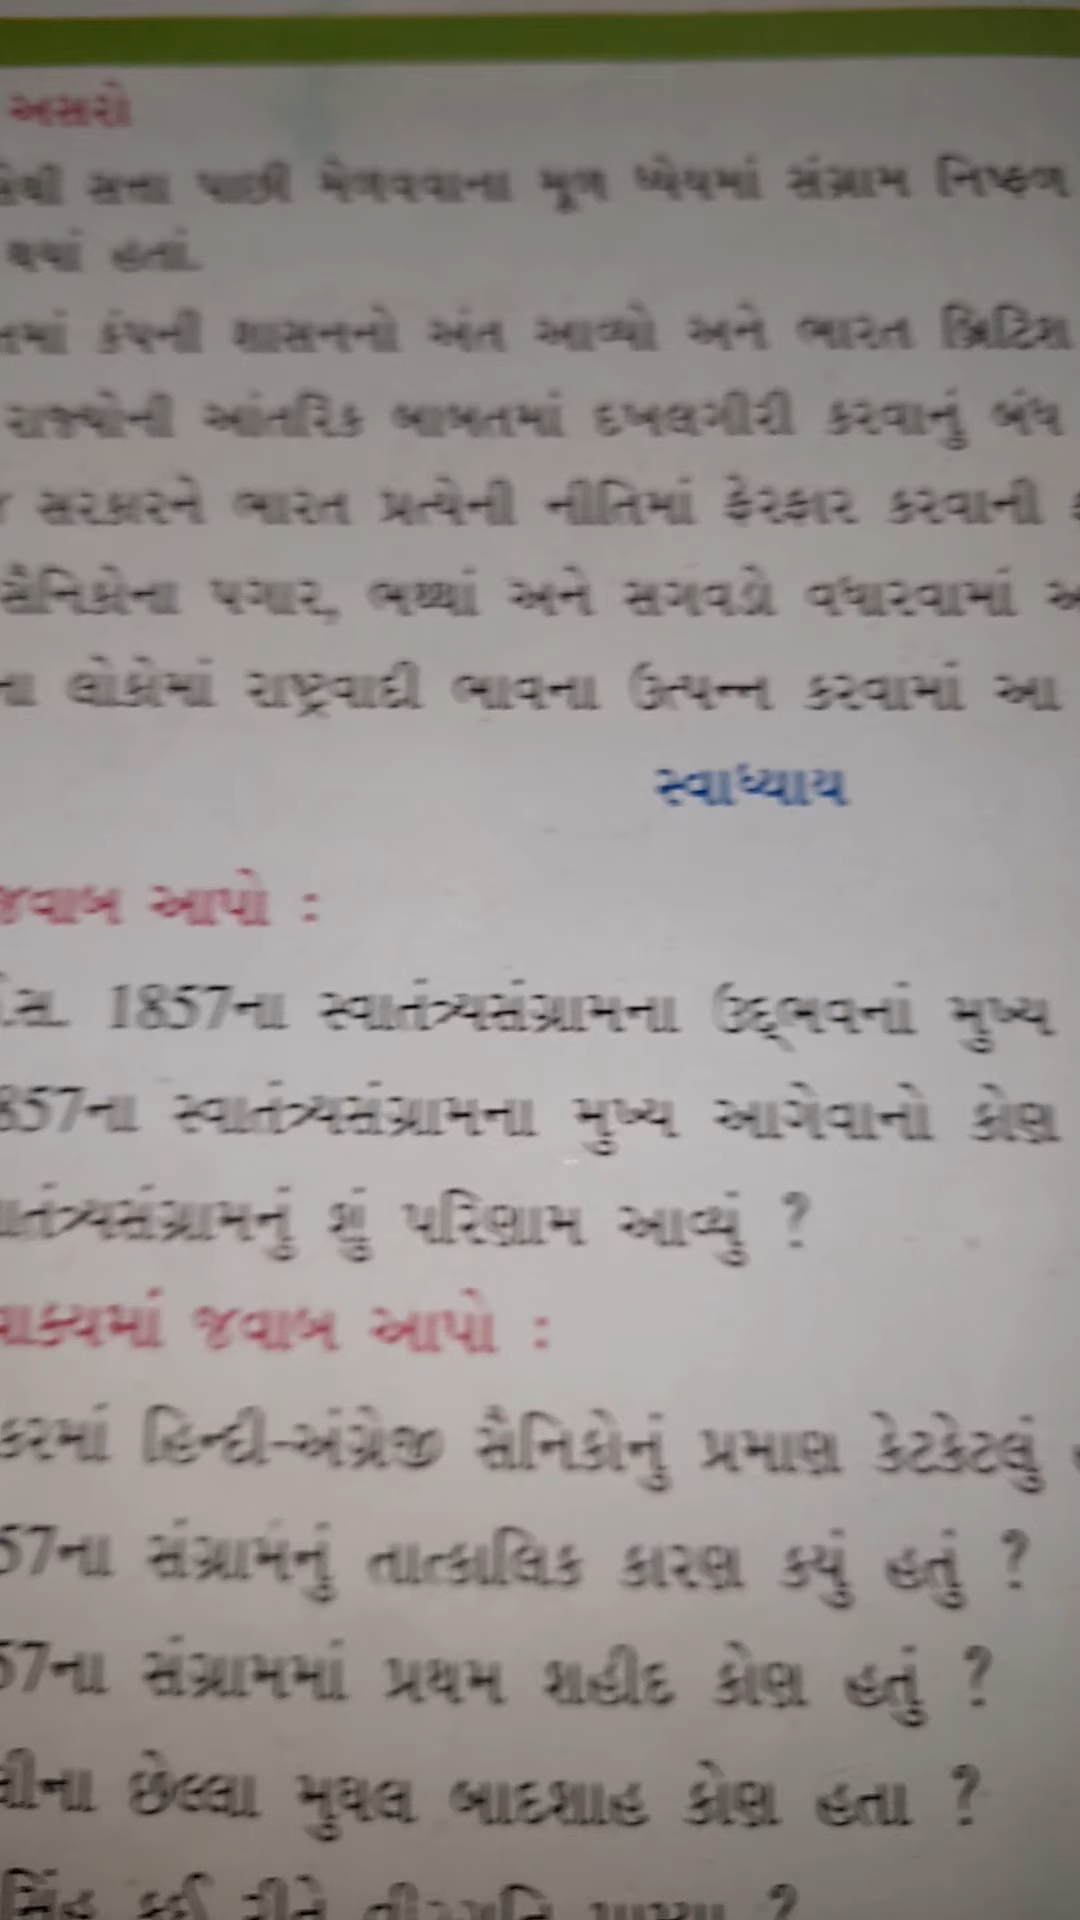 અસરો
સત્તા પાછી મેળવવાના મૂળ ધ્યેયમાં સંગ્રામ નિષ્ફળ
થયાં હતાં.
કંપની શાસનનો અંત આવ્યો અને ભારત બ્રિટિશ
રાજ્યોની આંતરિક બાબતમાં દખલગીરી કરવાનું બંધ
સરકારને ભારત પ્રત્યેની નીતિમાં ફેરફાર કરવાની
સૈનિકોના પગાર, ભથ્થાં અને સગવડો વધારવામાં
ના લોકોમાં રાષ્ટ્રવાદી ભાવના ઉત્પન્ન કરવામાં આ
સ્વાધ્યાય
જવાબ આપો :
.સ. 1857ના સ્વાતંત્ર્યસંગ્રામના ઉદ્ભવનાં મુખ્ય
857ના સ્વાતંત્ર્યસંગ્રામના મુખ્ય આગેવાનો કોણ
તંત્ર્યસંગ્રામનું શું પરિણામ આવ્યું ?
વાક્યમાં જવાબ આપો :
કરમાં હિન્દી-અંગ્રેજી સૈનિકોનું પ્રમાણ કેટકેટલું
57ના સંગ્રામનું તાત્કાલિક કારણ ક્યું હતું ?
57ના સંગ્રામમાં પ્રથમ શહીદ કોણ હતું ?
છેલ્લા મુઘલ બાદશાહ કોણ હતા ?